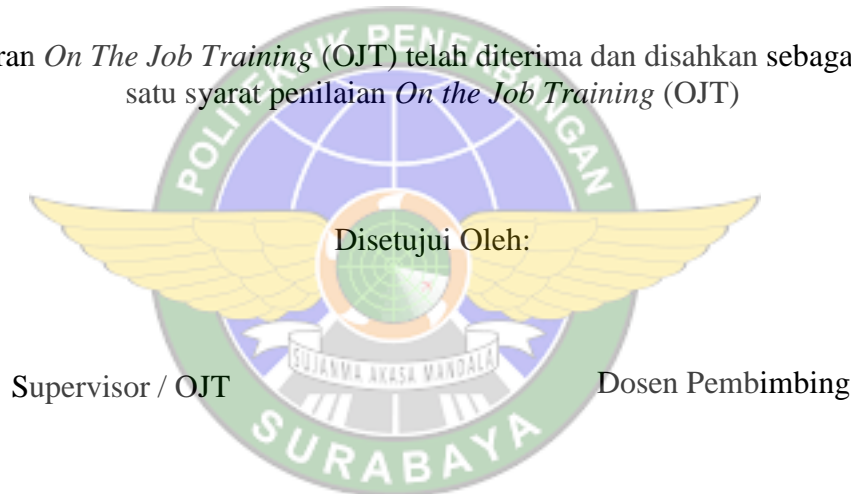 POLITEKNIK PENERBANGAN
ran On The Job Training (OJT) telah diterima dan disahkan sebaga
satu syarat penilaian On the Job Training (OJT)
Disetujui Oleh:
SUJANMA AKASA MANDALA
Supervisor / OJT Dosen Pembimbing
SURABAYA